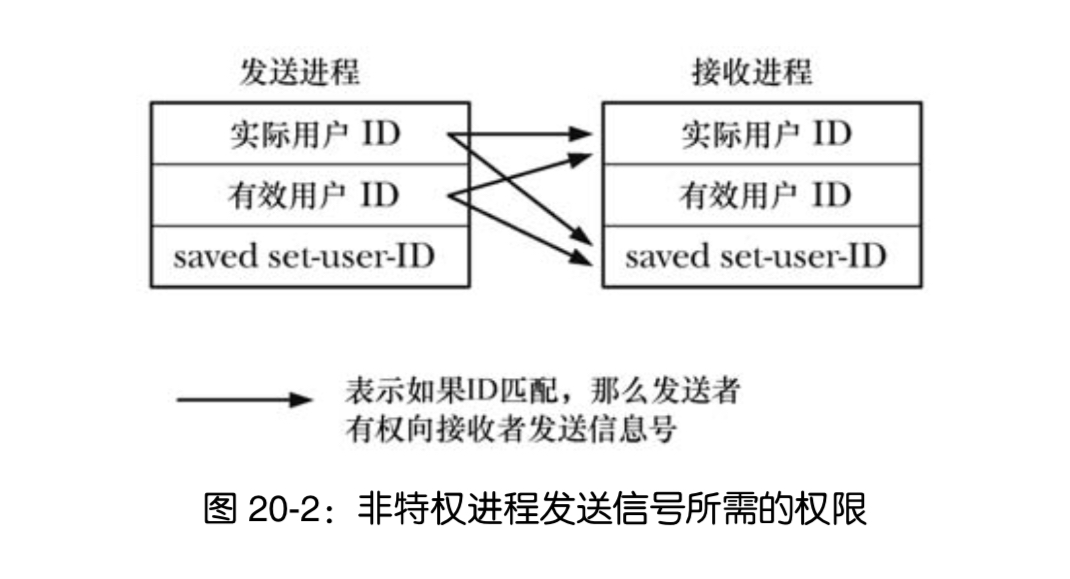 发送进程
接收进程
实际用户 ID
实际用户 ID
有效用户 ID
有效用户 ID
saved set-user-ID
saved set-user-ID
表示如果ID匹配，那么发送者
有权向接收者发送信息号
图 20-2：非特权进程发送信号所需的权限